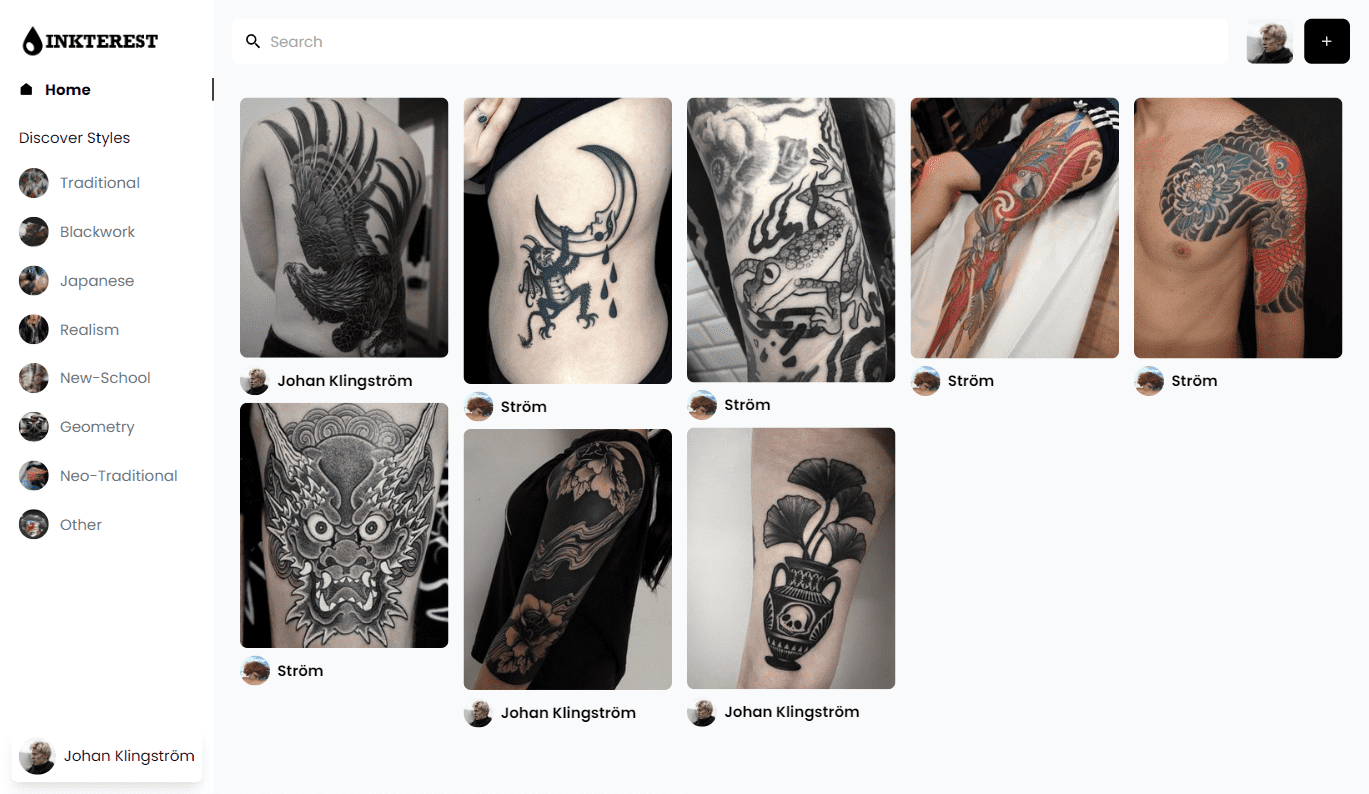 INKTEREST
Search
+
Home
Discover Styles
Traditional
Blackwork
Japanese
Realism
New-School
Geometry
Neo-Traditional
Other
Johan Klingström
Johan Klingström
Ström
Ström
Ström
Ström
Ström
Johan Klingström
Johan Klingström